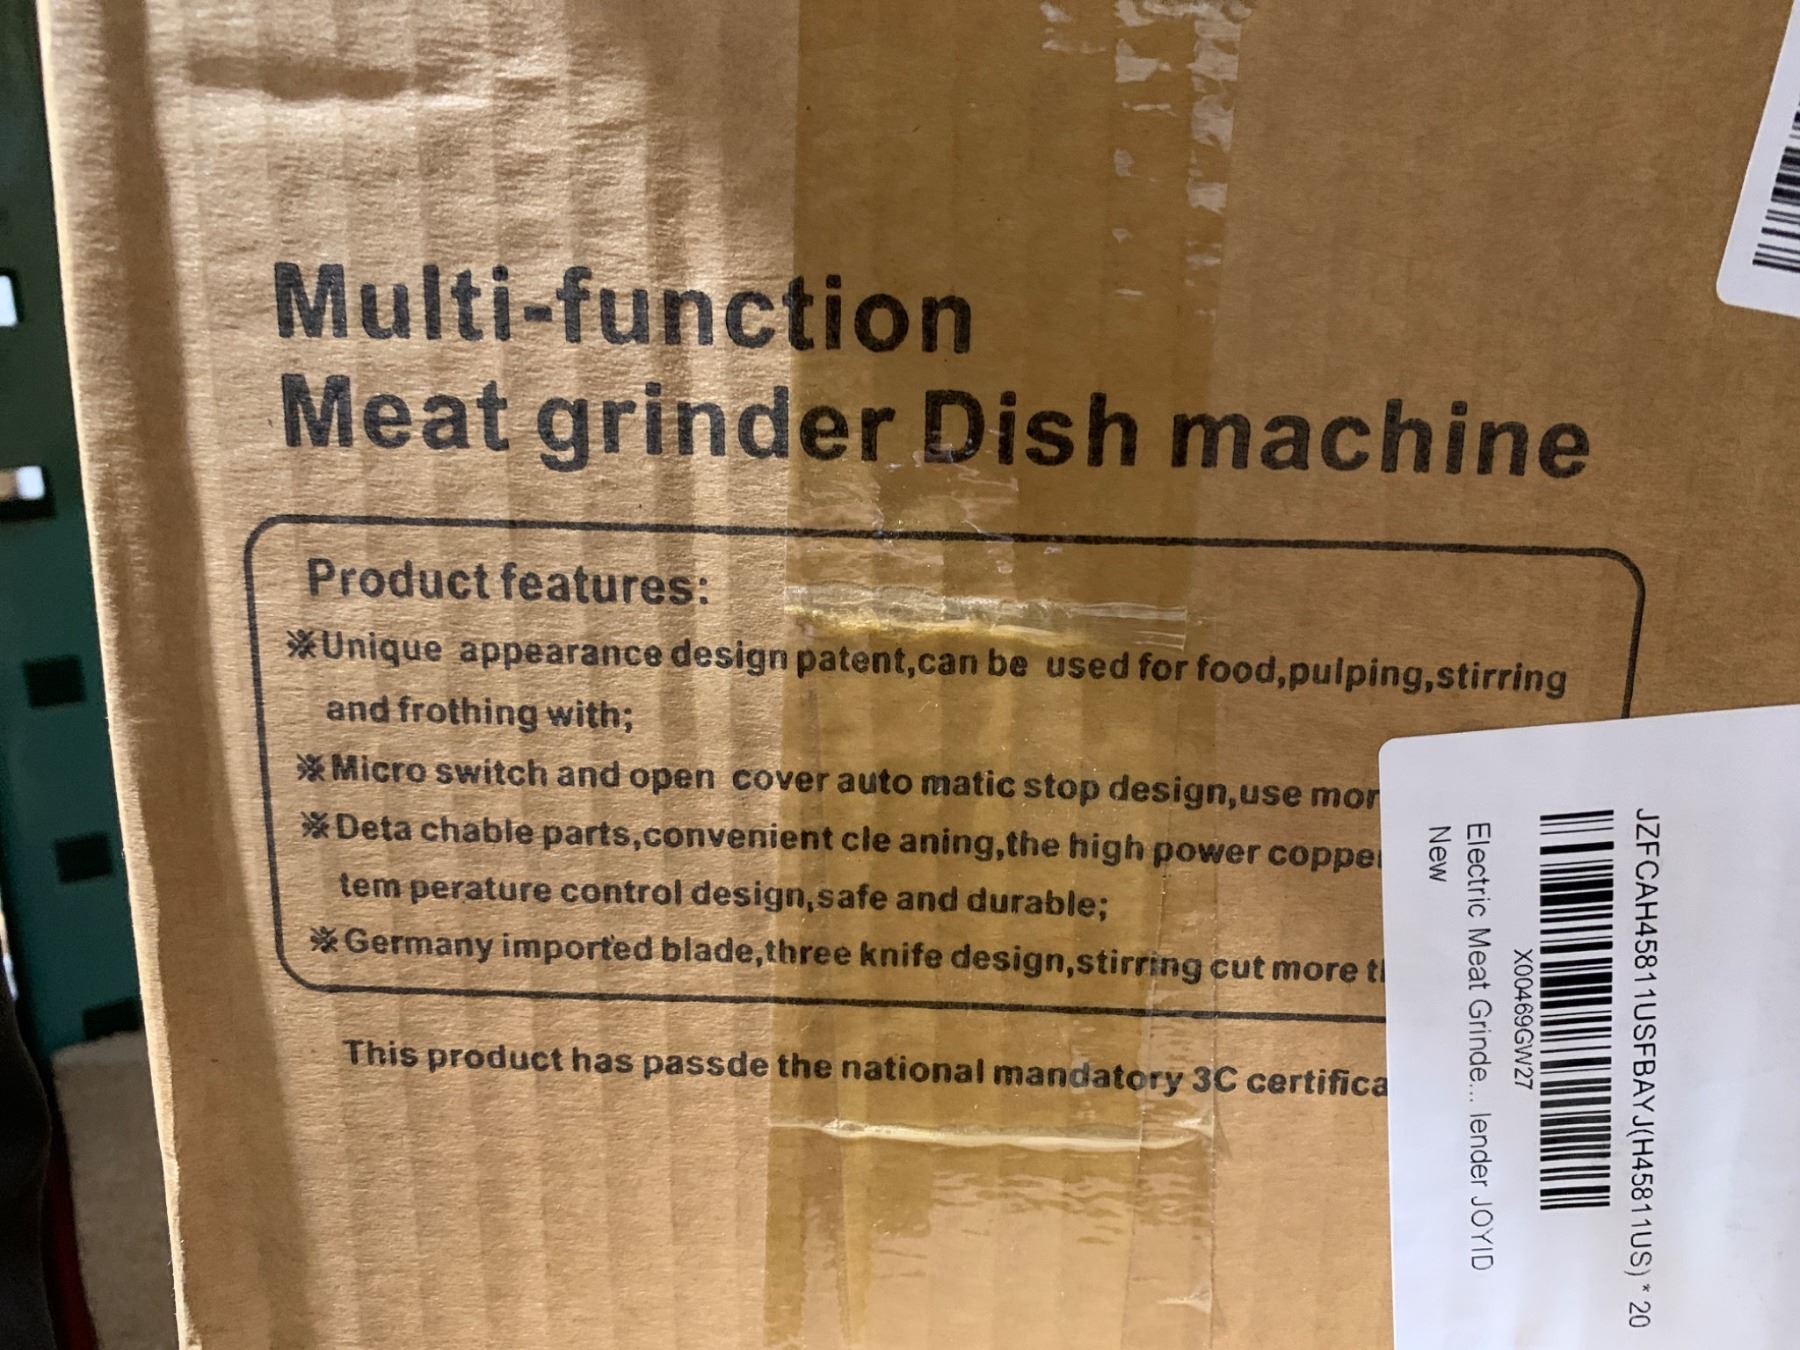 Multi-function
Meat grinder Dish machine
Product features:
※Unique appearance design patent,can be used for food,pulping,stirring
and frothing with;
※Micro switch and open cover auto matic stop design,use mor
※Deta chable parts,convenient cle aning,the high power copper
tem perature control design,safe and durable;
※Germany imported blade,three knife design,stirring cut more t
This product has passde the national mandatory 3C certifica
JZFCAH45811USFBAYJ(H45811US) * 20
X00469GW27
Electric Meat Grinde... lender JOYID
New